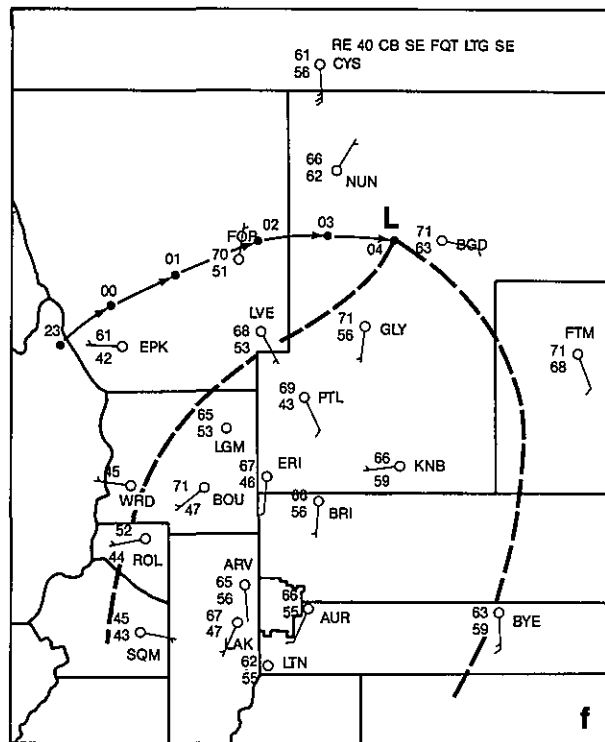 RE 40 CB SE FQT LTG SE
61
56
CYS
66
62
NUN
L
02
03
04
FOR
70
51
71
63
BGD
01
00
23
61
42
EPK
LVE
68
53
71
56
GLY
FTM
71
68
69
43
PTL
65
53
LGM
ERI
67
46
66
59
KNB
45
WRD
71
47
BOU
56
BRI
52
44
ROL
ARV
65
56
66
55
AUR
63
59
BYE
45
43
SQM
67
47
LAK
62
55
LTN
f